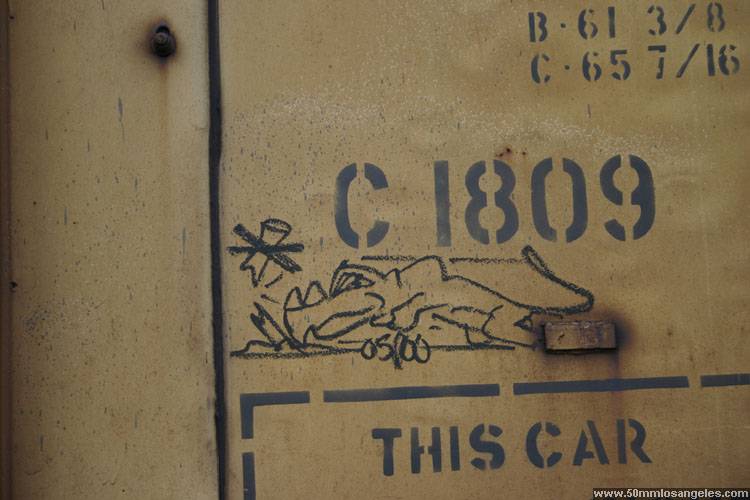 B·61 3/8
C·65 7/16
C 1809
05/00
THIS CAR
www.50mmlosangeles.com